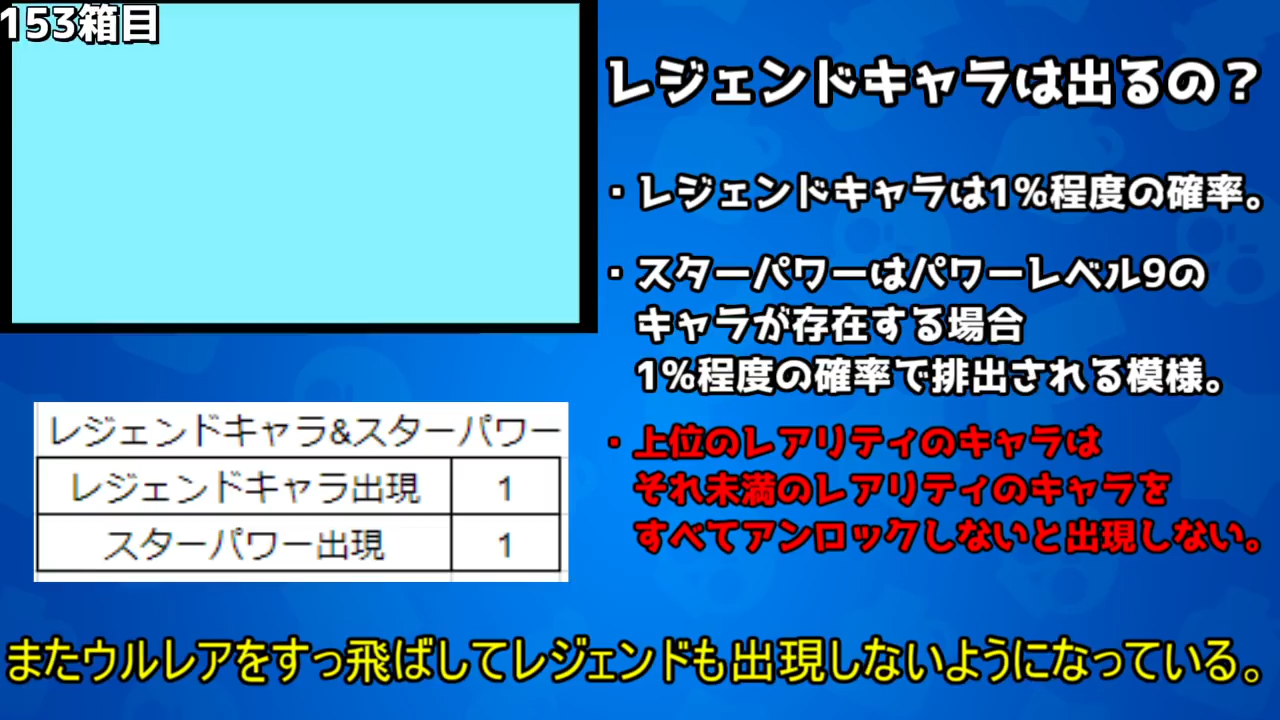 153箱目
レジェンドキャラは出るの？
・レジェンドキャラは1%程度の確率。
・スターパワーはパワーレベル9の
キャラが存在する場合
1%程度の確率で排出される模様。
・上位のレアリティのキャラは
それ未満のレアリティのキャラを
すべてアンロックしないと出現しない。
レジェンドキャラ&スターパワー
レジェンドキャラ出現 1
スターパワー出現 1
またウルレアをすっ飛ばしてレジェンドも出現しないようになっている。